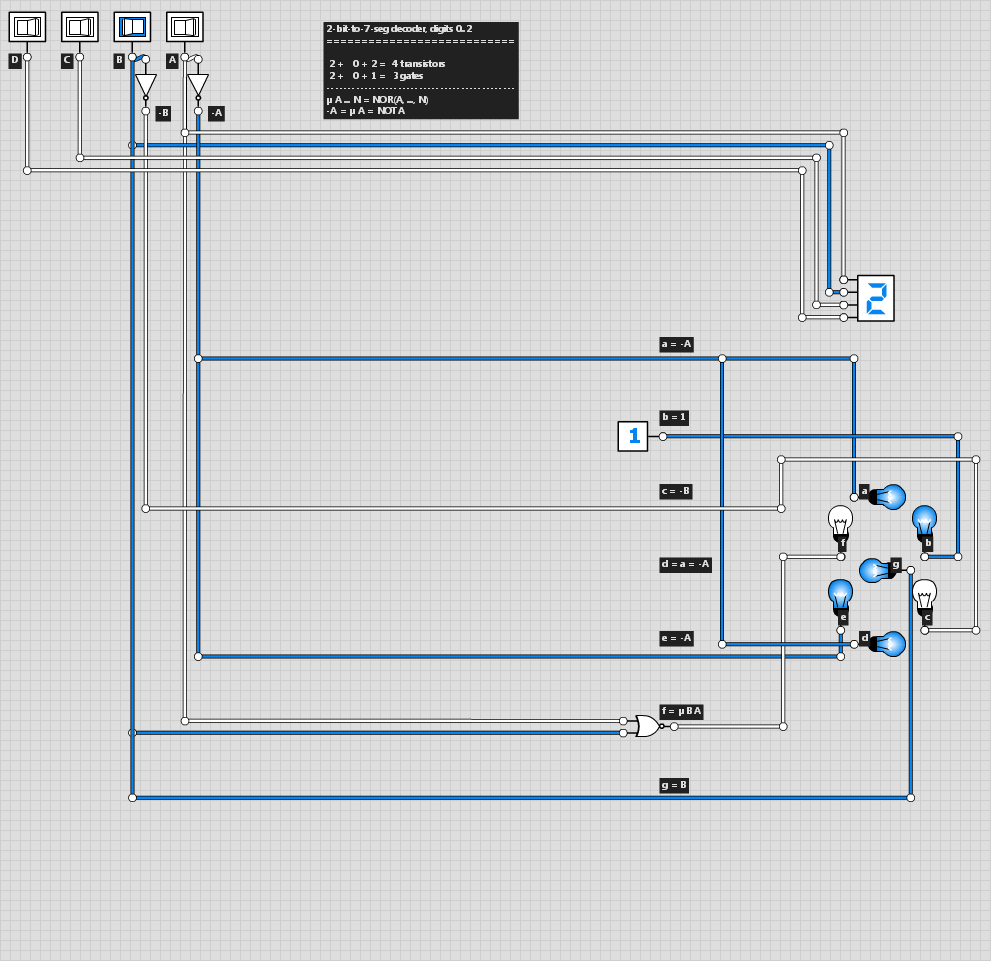 D
C
B
A
-B
-A
2-bit-to-7-seg decoder, digits 0..2
==========================
2 + 0 + 2 = 4 transistors
2 + 0 + 1 = 3 gates
--------------------------------------
µ A ... N = NOR(A, ..., N)
-A = µ A = NOT A
2
a = -A
b = 1
1
c = -B
a
f
b
d = a = -A
g
e
c
e = -A
d
f = µ B A
g = B